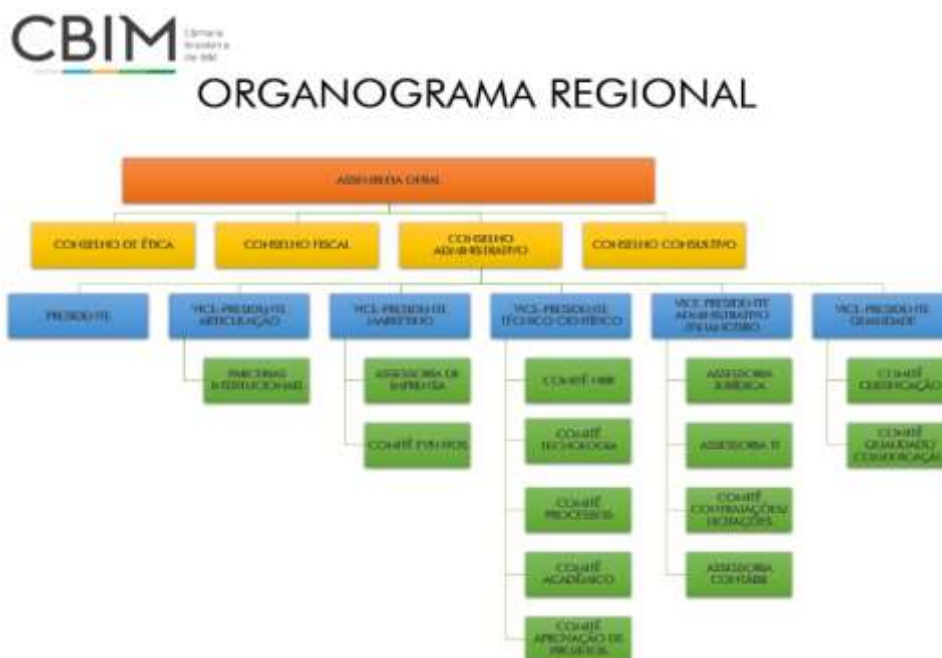 CBIM
Câmara
Brasileira
de BIM
ORGANOGRAMA REGIONAL
ASSEMBLEIA GERAL
CONSELHO DE ÉTICA
CONSELHO FISCAL
CONSELHO
ADMINISTRATIVO
CONSELHO CONSULTIVO
PRESIDENTE
VICE-PRESIDENTE
ARTICULAÇÃO
VICE-PRESIDENTE
MARKETING
VICE-PRESIDENTE
TÉCNICO CIENTÍFICO
VICE PRESIDENTE
ADMINISTRATIVO
FINANCEIRO
VICE-PRESIDENTE
QUALIDADE
PARCERIAS
INSTITUCIONAIS
ASSESSORIA DE
IMPRENSA
COMITÊ
ASSESSORIA
JURÍDICA
COMITÊ
CERTIFICAÇÃO
COMITÊ EVENTOS
COMITÊ
TECNOLOGIA
ASSESSORIA TI
COMITÊ
QUALIDADE
COMITÊ
PROCESSOS
COMITÊ
CONTRATAÇÕES/
LICITAÇÕES
COMITÊ
ACADÊMICO
ASSESSORIA
CONTÁBIL
COMITÊ
APROVAÇÃO DE
PROJETOS